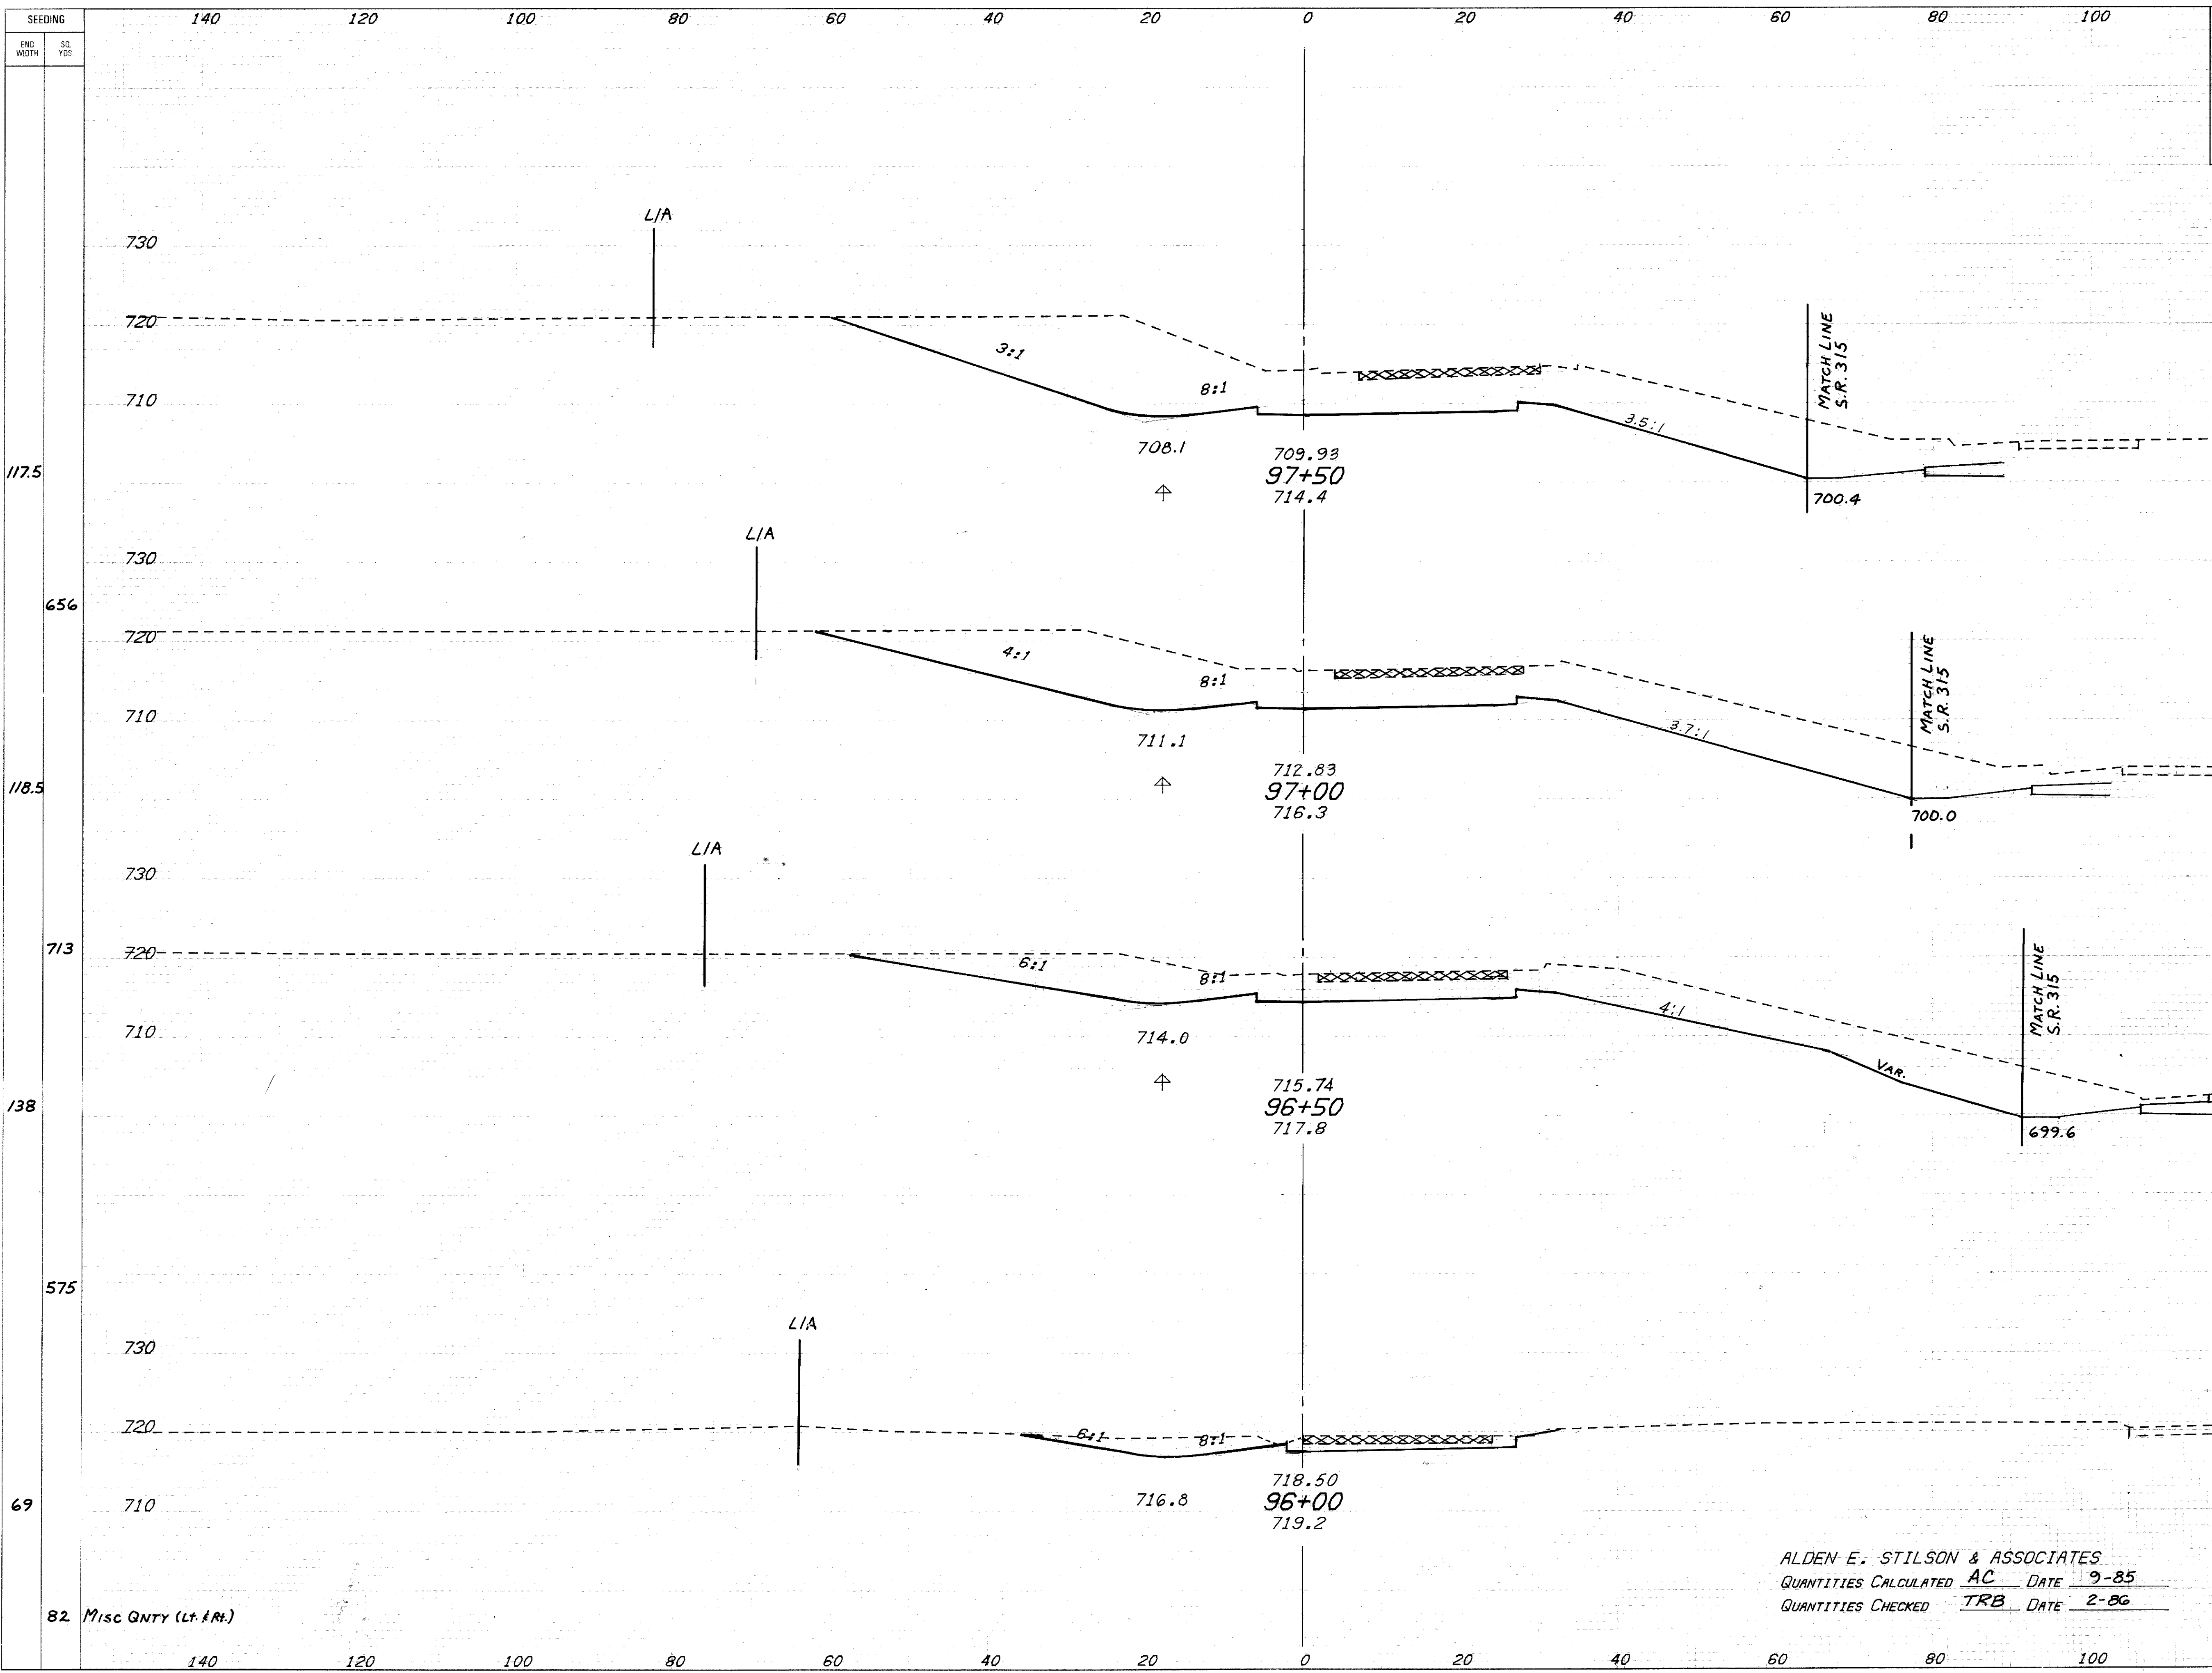 SEEDING
END WIDTH
SQ. YDS
140 120 100 80 60 40 20 0 20 40 60 80 100
L/A
730
720
710
3:1
8:1
3.5:1
MATCH LINE
S.R. 315
708.1
709.93
97+50
714.4
700.4
117.5
L/A
730
656
720
710
4:1
8:1
3.7:1
MATCH LINE
S.R. 315
711.1
712.83
97+00
716.3
700.0
118.5
L/A
730
713
720
710
6:1
8:1
4:1
VAR.
MATCH LINE
S.R. 315
714.0
715.74
96+50
717.8
699.6
138
575
L/A
730
720
710
6:1
8:1
716.8
718.50
96+00
719.2
69
ALDEN E. STILSON & ASSOCIATES
QUANTITIES CALCULATED AC DATE 9-85
QUANTITIES CHECKED TRB DATE 2-86
82 MISC QNTY (Lt. & Rt.)
140 120 100 80 60 40 20 0 20 40 60 80 100